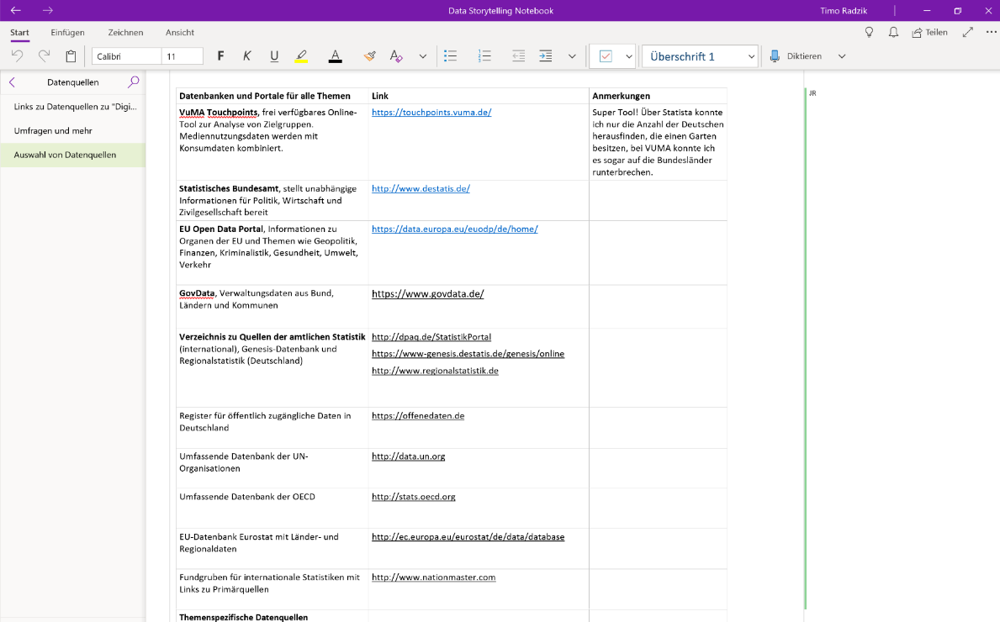 Data Storytelling Notebook
Timo Radzik
Start
Einfügen
Zeichnen
Ansicht
Teilen
Calibri
11
F
K
U
A
A
Überschrift 1
Diktieren
Datenquellen
Links zu Datenquellen zu "Digi...
Umfragen und mehr
Auswahl von Datenquellen
JR
Datenbanken und Portale für alle Themen
Link
Anmerkungen
VuMA Touchpoints, frei verfügbares Online-
Tool zur Analyse von Zielgruppen.
Mediennutzungsdaten werden mit
Konsumdaten kombiniert.
https://touchpoints.vuma.de/
Super Tool! Über Statista konnte
ich nur die Anzahl der Deutschen
herausfinden, die einen Garten
besitzen, bei VUMA konnte ich
es sogar auf die Bundesländer
runterbrechen.
Statistisches Bundesamt, stellt unabhängige
Informationen für Politik, Wirtschaft und
Zivilgesellschaft bereit
http://www.destatis.de/
EU Open Data Portal, Informationen zu
Organen der EU und Themen wie Geopolitik,
Finanzen, Kriminalistik, Gesundheit, Umwelt,
Verkehr
https://data.europa.eu/euodp/de/home/
GovData, Verwaltungsdaten aus Bund,
Ländern und Kommunen
https://www.govdata.de/
Verzeichnis zu Quellen der amtlichen Statistik
(international), Genesis-Datenbank und
Regionalstatistik (Deutschland)
http://dpaq.de/StatistikPortal
https://www-genesis.destatis.de/genesis/online
http://www.regionalstatistik.de
Register für öffentlich zugängliche Daten in
Deutschland
https://offenedaten.de
Umfassende Datenbank der UN-
Organisationen
http://data.un.org
Umfassende Datenbank der OECD
http://stats.oecd.org
EU-Datenbank Eurostat mit Länder- und
Regionaldaten
http://ec.europa.eu/eurostat/de/data/database
Fundgruben für internationale Statistiken mit
Links zu Primärquellen
http://www.nationmaster.com
Themenspezifische Datenquellen